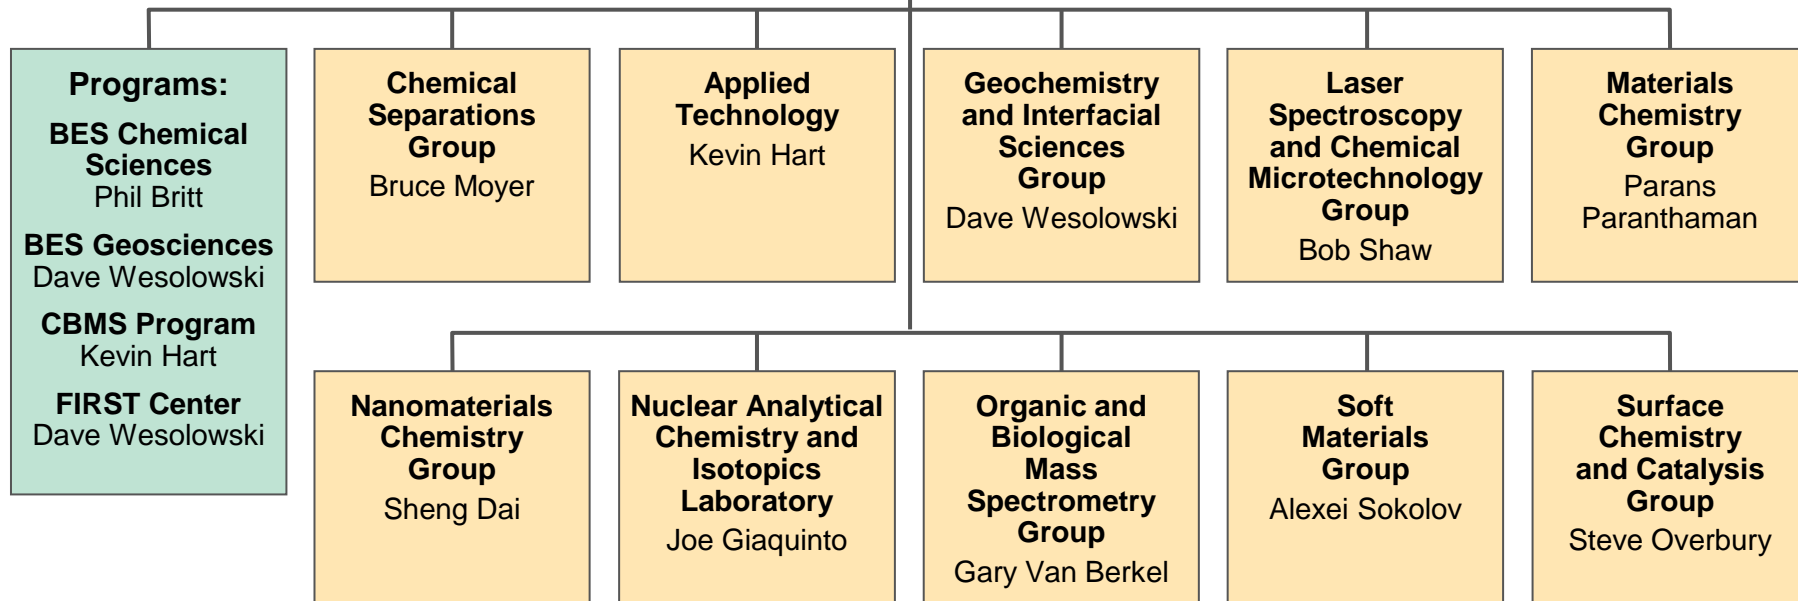 Programs:
BES Chemical
Sciences
Phil Britt
BES Geosciences
Dave Wesolowski
CBMS Program
Kevin Hart
FIRST Center
Dave Wesolowski
Chemical
Separations
Group
Bruce Moyer
Applied
Technology
Kevin Hart
Geochemistry
and Interfacial
Sciences
Group
Dave Wesolowski
Laser
Spectroscopy
and Chemical
Microtechnology
Group
Bob Shaw
Materials
Chemistry
Group
Parans
Paranthaman
Nanomaterials
Chemistry
Group
Sheng Dai
Nuclear Analytical
Chemistry and
Isotopics
Laboratory
Joe Giaquinto
Organic and
Biological
Mass
Spectrometry
Group
Gary Van Berkel
Soft
Materials
Group
Alexei Sokolov
Surface
Chemistry
and Catalysis
Group
Steve Overbury